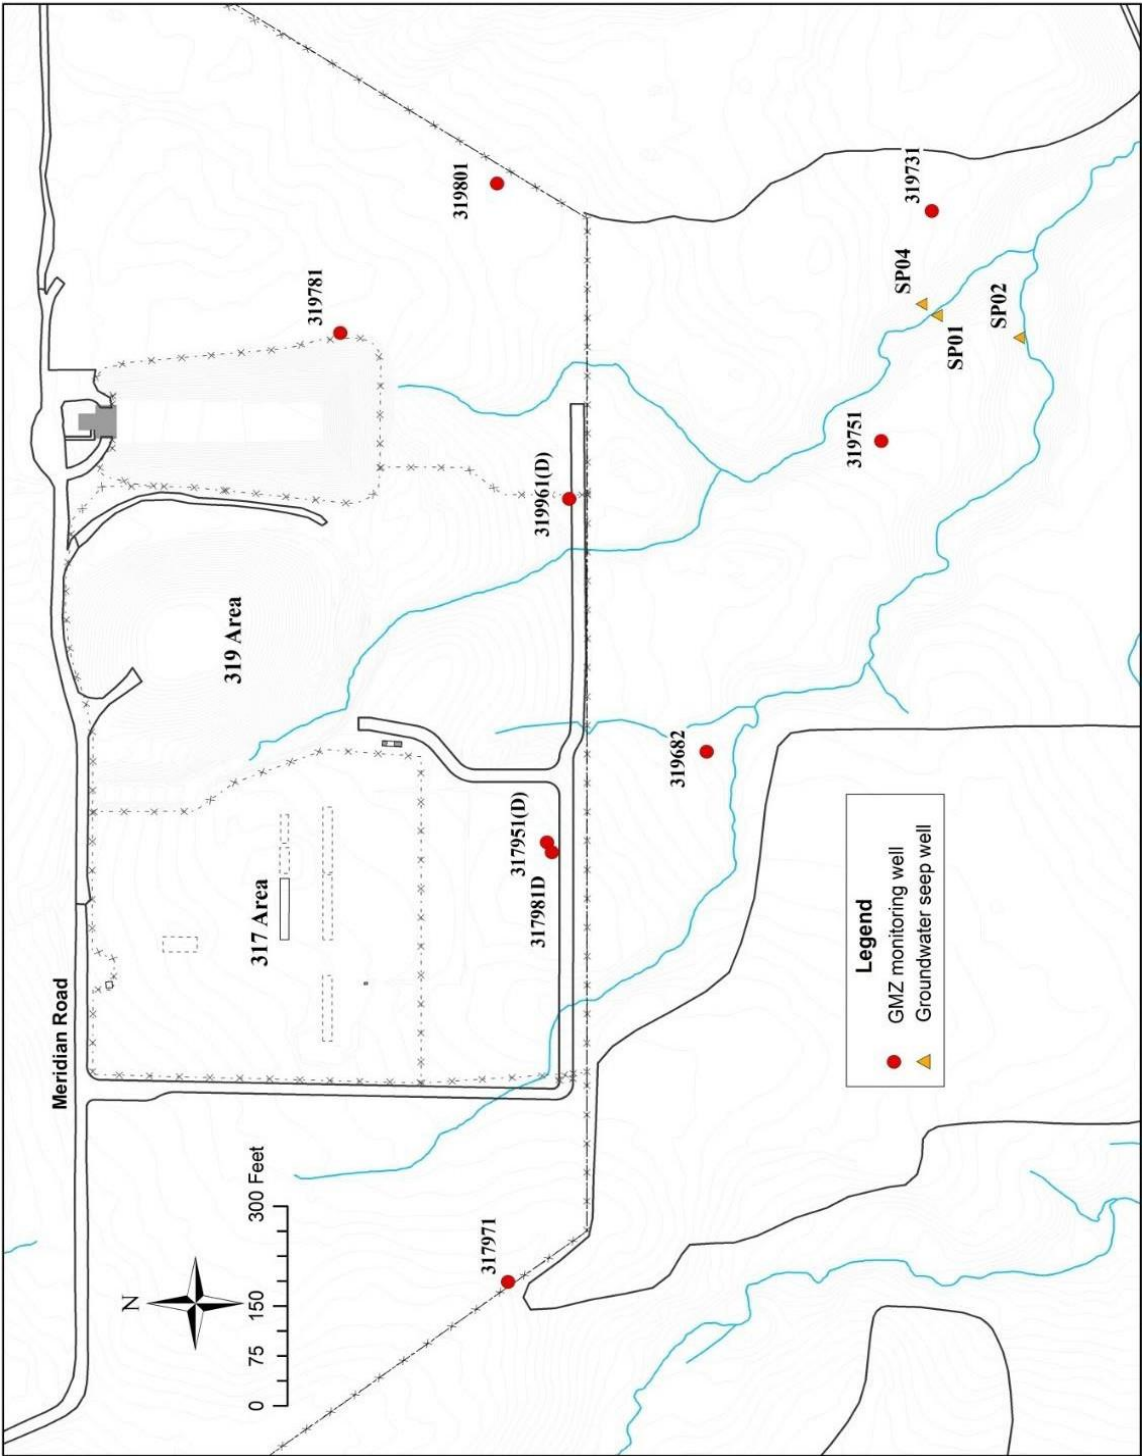 Meridian Road
N
0 75 150 300 Feet
317 Area
319 Area
317971
317981D
317951(D)
319682
319961(D)
319781
319801
319751
319731
SP04
SP01
SP02
Legend
GMZ monitoring well
Groundwater seep well